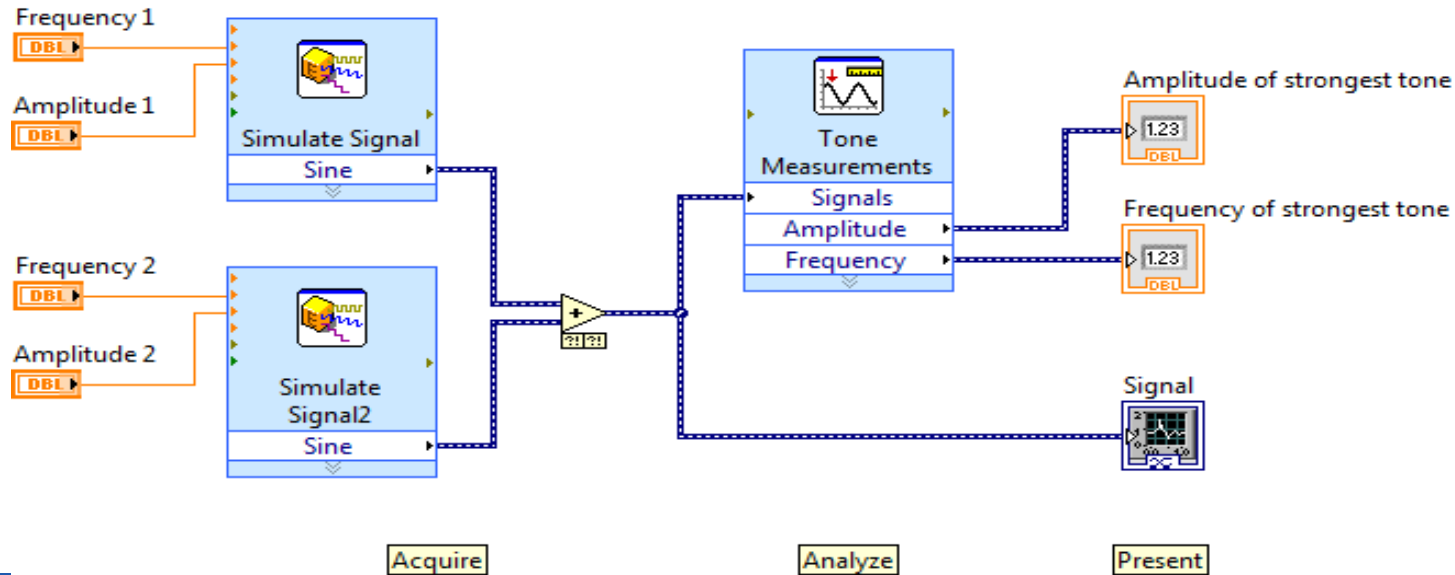 Frequency 1
DBL
Amplitude 1
DBL
Simulate Signal
Sine
Frequency 2
DBL
Amplitude 2
DBL
Simulate
Signal2
Sine
+
?! ?!
Tone
Measurements
Signals
Amplitude
Frequency
Amplitude of strongest tone
1.23
DBL
Frequency of strongest tone
1.23
DBL
Signal
Acquire
Analyze
Present